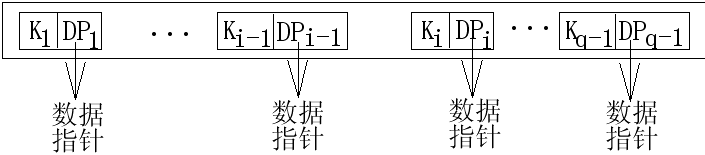 K1 DP1 ... Ki-1 DPi-1 Ki DPi ... Kq-1 DPq-1
数据 数据 数据 数据
指针 指针 指针 指针